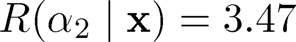 R(α₂ | x) = 3.47